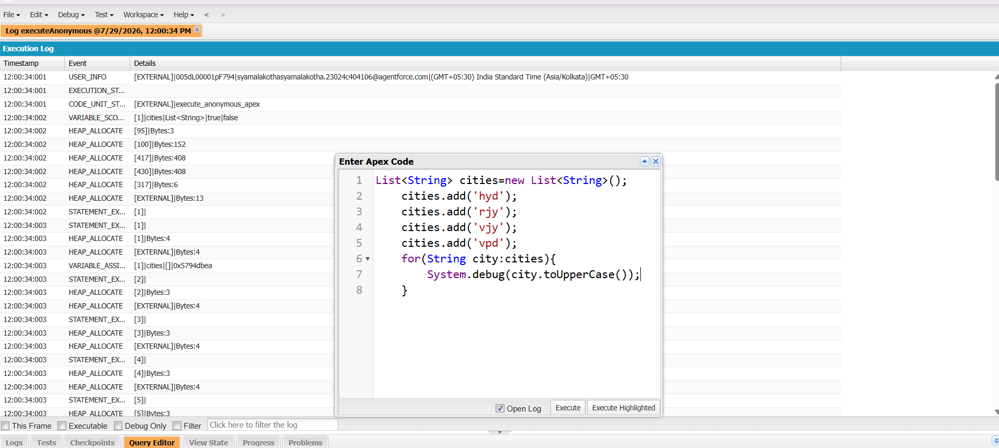 File Edit Debug Test Workspace Help < >
Log executeAnonymous @7/29/2026, 12:00:34 PM
Execution Log
Timestamp Event Details
12:00:34:001 USER_INFO [EXTERNAL]|005dL00001pF794|syamalakothasyamalakotha.23024c404106@agentforce.com|(GMT+05:30) India Standard Time (Asia/Kolkata)|GMT+05:30
12:00:34:001 EXECUTION_ST...
12:00:34:001 CODE_UNIT_ST... [EXTERNAL]|execute_anonymous_apex
12:00:34:002 VARIABLE_SCO... [1]|cities|List<String>|true|false
12:00:34:002 HEAP_ALLOCATE [95]|Bytes:3
12:00:34:002 HEAP_ALLOCATE [100]|Bytes:152
12:00:34:002 HEAP_ALLOCATE [417]|Bytes:408
12:00:34:002 HEAP_ALLOCATE [430]|Bytes:408
12:00:34:002 HEAP_ALLOCATE [317]|Bytes:6
12:00:34:002 HEAP_ALLOCATE [EXTERNAL]|Bytes:13
12:00:34:002 STATEMENT_EX... [1]|
12:00:34:003 STATEMENT_EX... [1]|
12:00:34:003 HEAP_ALLOCATE [1]|Bytes:4
12:00:34:003 HEAP_ALLOCATE [EXTERNAL]|Bytes:4
12:00:34:003 VARIABLE_ASSI... [1]|cities|[]|0x5794dbea
12:00:34:003 STATEMENT_EX... [2]|
12:00:34:003 HEAP_ALLOCATE [2]|Bytes:3
12:00:34:003 HEAP_ALLOCATE [EXTERNAL]|Bytes:4
12:00:34:003 STATEMENT_EX... [3]|
12:00:34:003 HEAP_ALLOCATE [3]|Bytes:3
12:00:34:003 HEAP_ALLOCATE [EXTERNAL]|Bytes:4
12:00:34:003 STATEMENT_EX... [4]|
12:00:34:003 HEAP_ALLOCATE [4]|Bytes:3
12:00:34:003 HEAP_ALLOCATE [EXTERNAL]|Bytes:4
12:00:34:003 STATEMENT_EX... [5]|
12:00:34:003 HEAP_ALLOCATE [5]|Bytes:3
Enter Apex Code
1 List<String> cities=new List<String>();
2 cities.add('hyd');
3 cities.add('rjy');
4 cities.add('vjy');
5 cities.add('vpd');
6 for(String city:cities){
7 System.debug(city.toUpperCase());
8 }
Open Log Execute Execute Highlighted
This Frame Executable Debug Only Filter Click here to filter the log
Logs Tests Checkpoints Query Editor View State Progress Problems